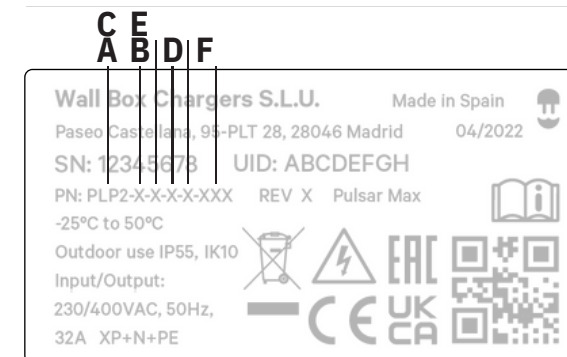 C E
A B D F
Wall Box Chargers S.L.U. Made in Spain
Paseo Castellana, 95-PLT 28, 28046 Madrid 04/2022
SN: 12345678 UID: ABCDEFGH
PN: PLP2-X-X-X-X-XXX REV X Pulsar Max
-25ºC to 50ºC
Outdoor use IP55, IK10
Input/Output:
230/400VAC, 50Hz,
32A XP+N+PE
EAC
CE
UK
CA